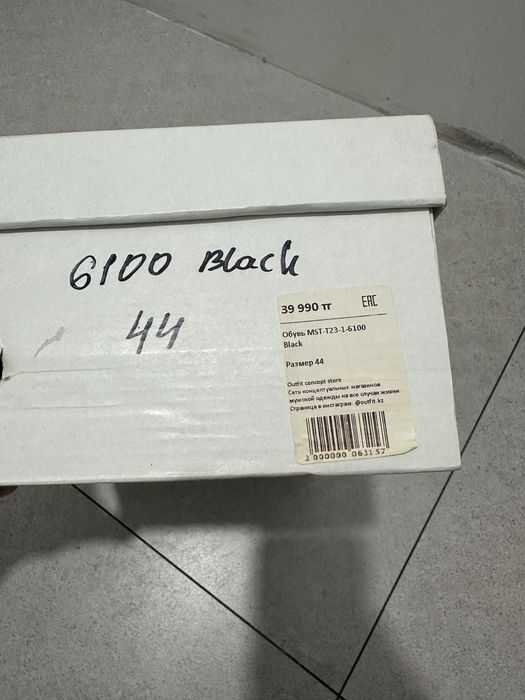 6100 Black
44
39 990 тг EAC
Обувь MST-T23-1-6100
Black
Размер 44
Outfit concept store
Сеть концептуальных магазинов
мужской одежды на все случаи жизни
Страница в инстаграм: @outfit.kz
2 000000 063157